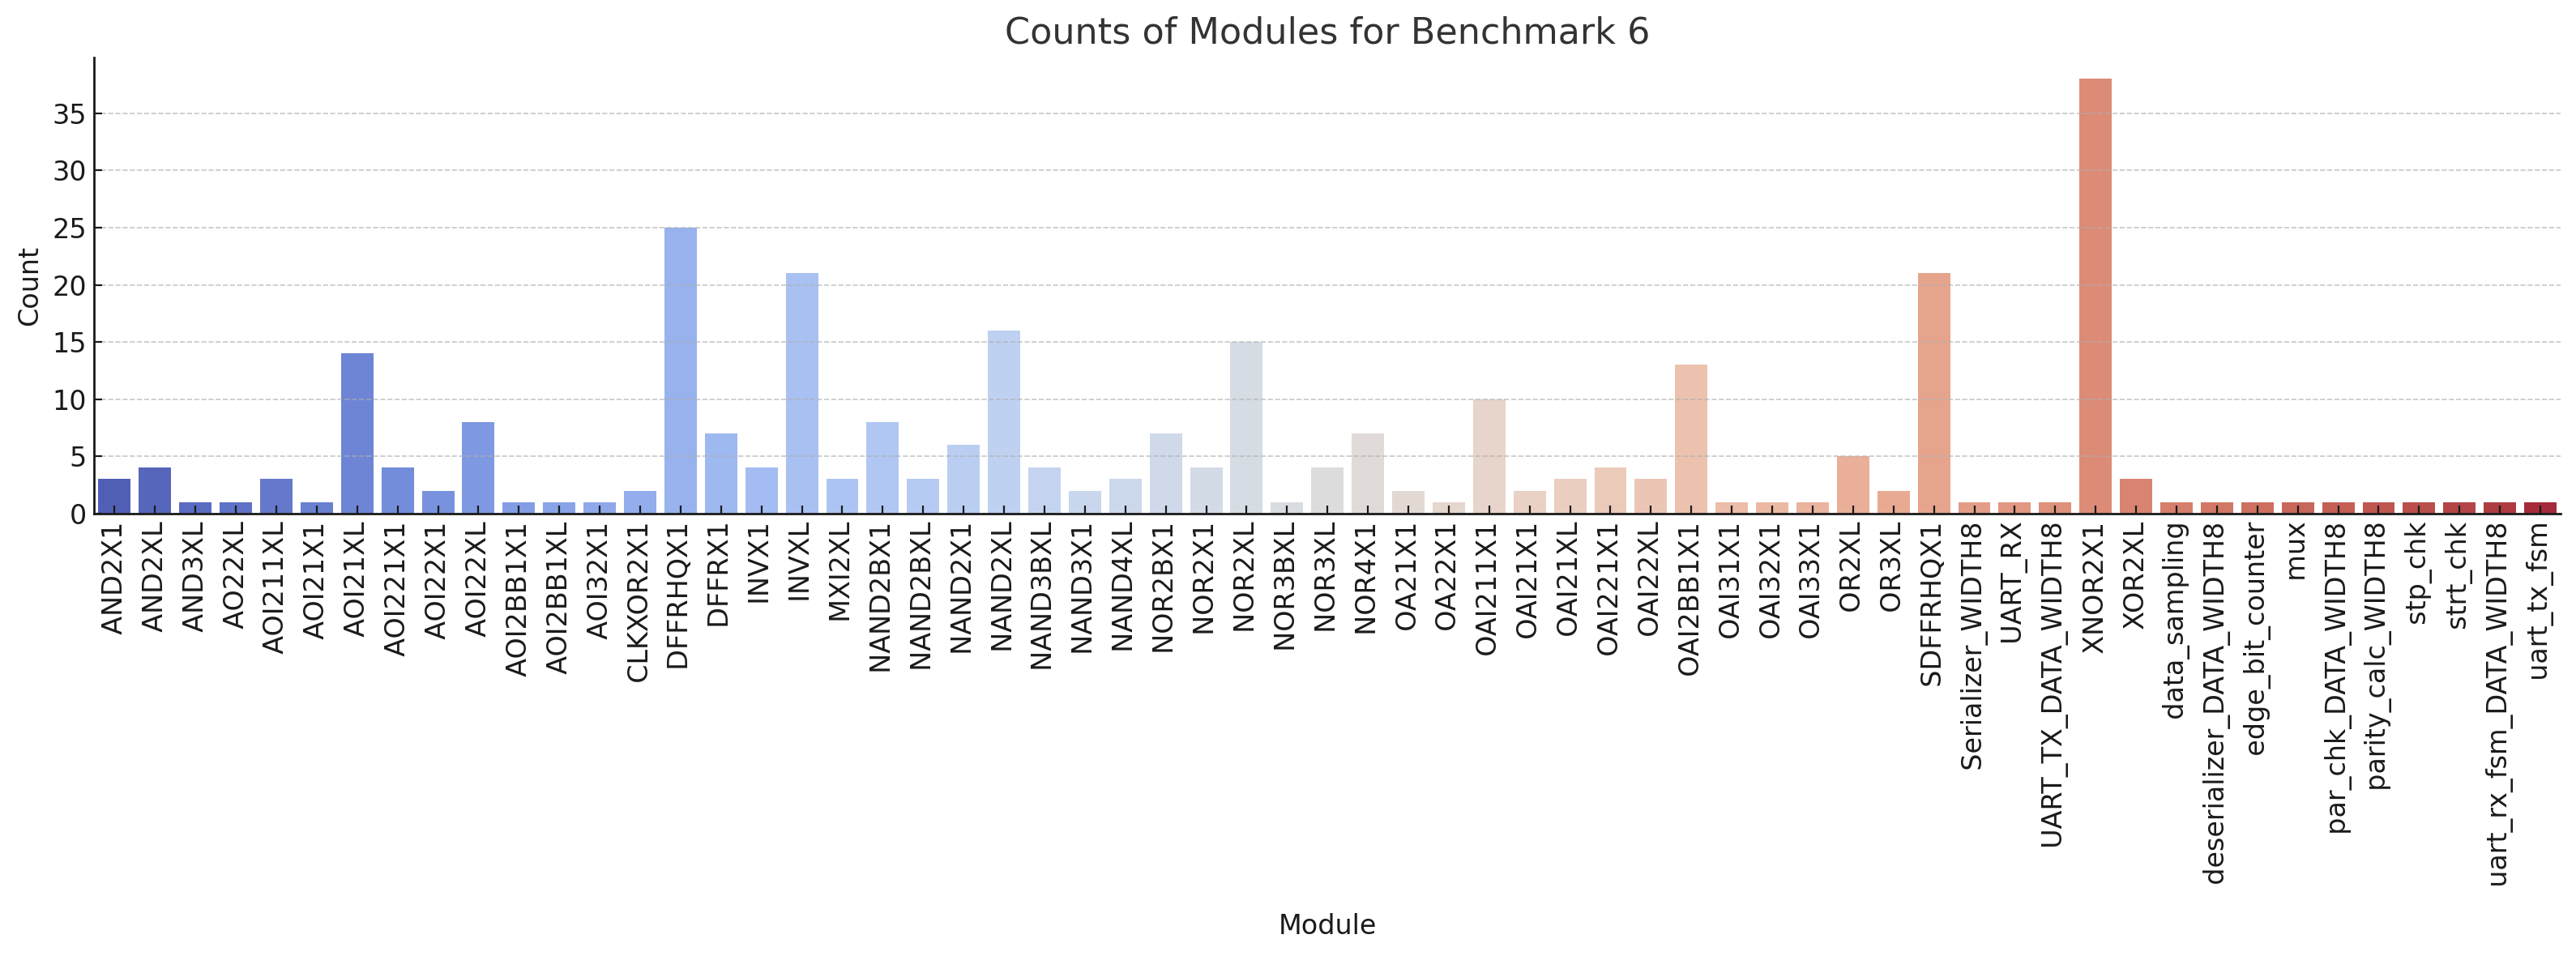 Counts of Modules for Benchmark 6
Count
35
30
25
20
15
10
5
0
AND2X1
AND2XL
AND3XL
AO22XL
AOI211XL
AOI21X1
AOI21XL
AOI221X1
AOI22X1
AOI22XL
AOI2BB1X1
AOI2BB1XL
AOI32X1
CLKXOR2X1
DFFRHQX1
DFFRX1
INVX1
INVXL
MXI2XL
NAND2BX1
NAND2BXL
NAND2X1
NAND2XL
NAND3BXL
NAND3X1
NAND4XL
NOR2BX1
NOR2X1
NOR2XL
NOR3BXL
NOR3XL
NOR4X1
OA21X1
OA22X1
OAI211X1
OAI21X1
OAI21XL
OAI221X1
OAI22XL
OAI2BB1X1
OAI31X1
OAI32X1
OAI33X1
OR2XL
OR3XL
SDFFRHQX1
Serializer_WIDTH8
UART_RX
UART_TX_DATA_WIDTH8
XNOR2X1
XOR2XL
data_sampling
deserializer_DATA_WIDTH8
edge_bit_counter
mux
par_chk_DATA_WIDTH8
parity_calc_WIDTH8
stp_chk
strt_chk
uart_rx_fsm_DATA_WIDTH8
uart_tx_fsm
Module